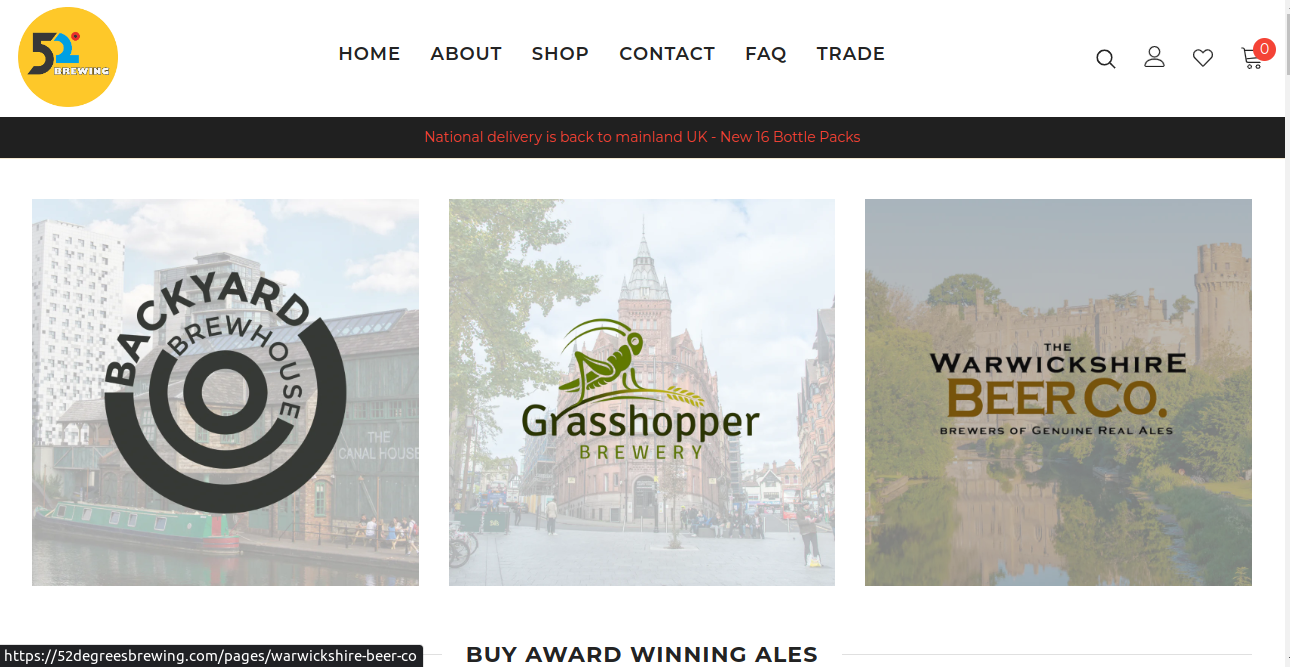 52°
BREWING
HOME ABOUT SHOP CONTACT FAQ TRADE
0
National delivery is back to mainland UK - New 16 Bottle Packs
BACKYARD
BREWHOUSE
THE
CANAL HOUSE
Grasshopper
BREWERY
THE
WARWICKSHIRE
BEER CO.
BREWERS OF GENUINE REAL ALES
BUY AWARD WINNING ALES
https://52degreesbrewing.com/pages/warwickshire-beer-co